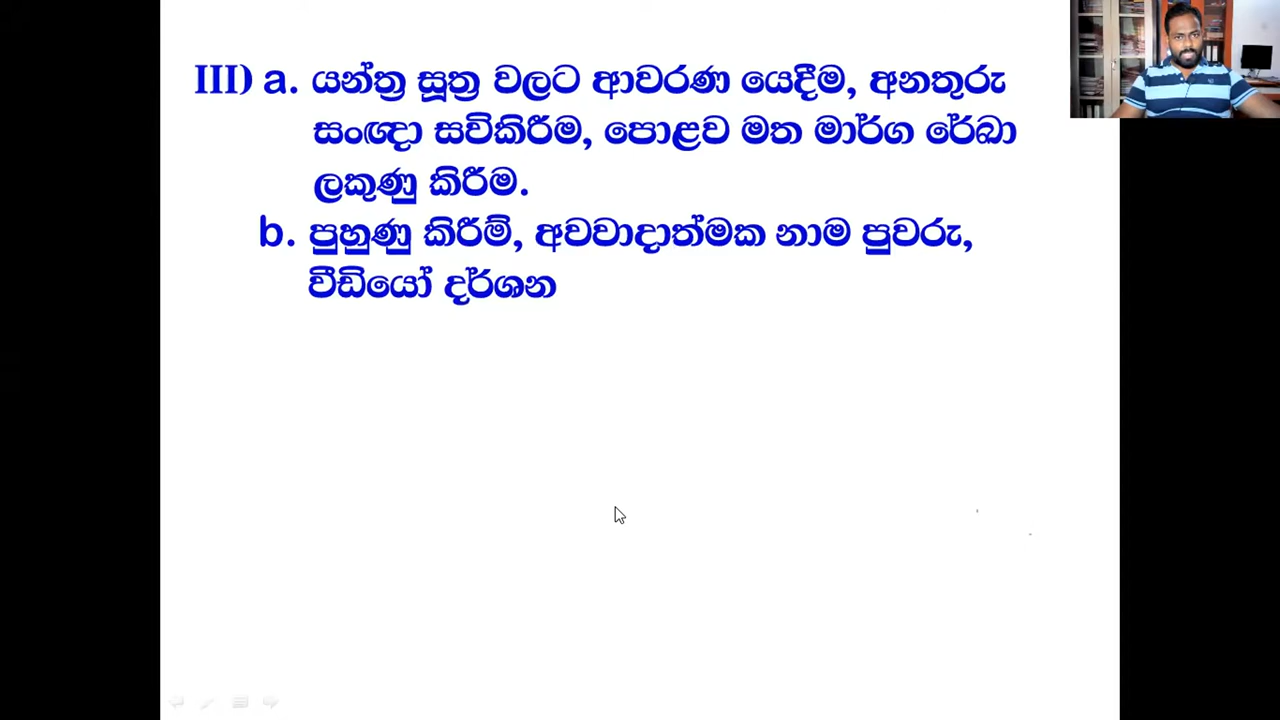 III) a. යන්ත්‍ර සූත්‍ර වලට ආවරණ යෙදීම, අනතුරු
සංඥා සවිකිරීම, පොළව මත මාර්ග රේඛා
ලකුණු කිරීම.
b. පුහුණු කිරීම්, අවවාදාත්මක නාම පුවරු,
වීඩියෝ දර්ශන